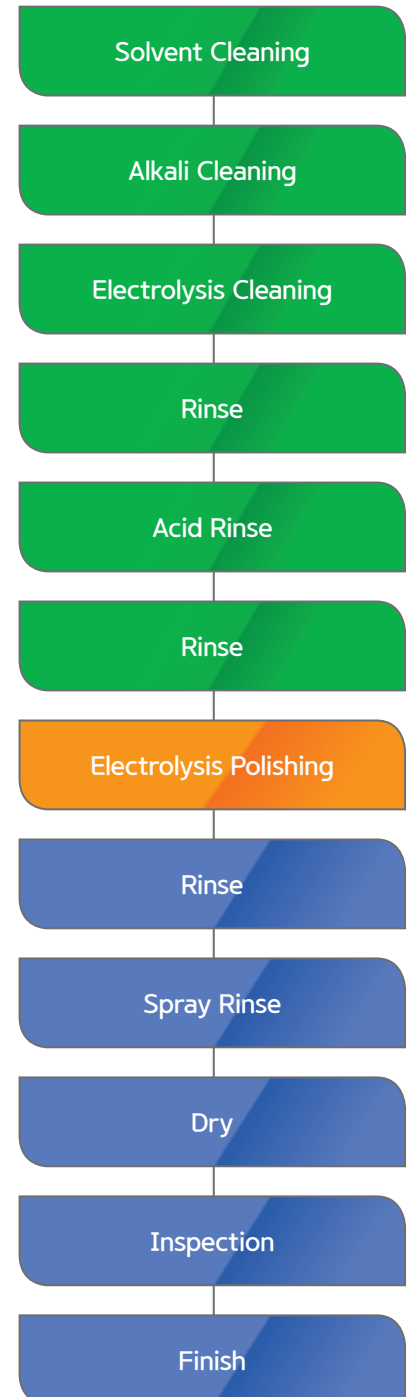 Solvent Cleaning
Alkali Cleaning
Electrolysis Cleaning
Rinse
Acid Rinse
Rinse
Electrolysis Polishing
Rinse
Spray Rinse
Dry
Inspection
Finish